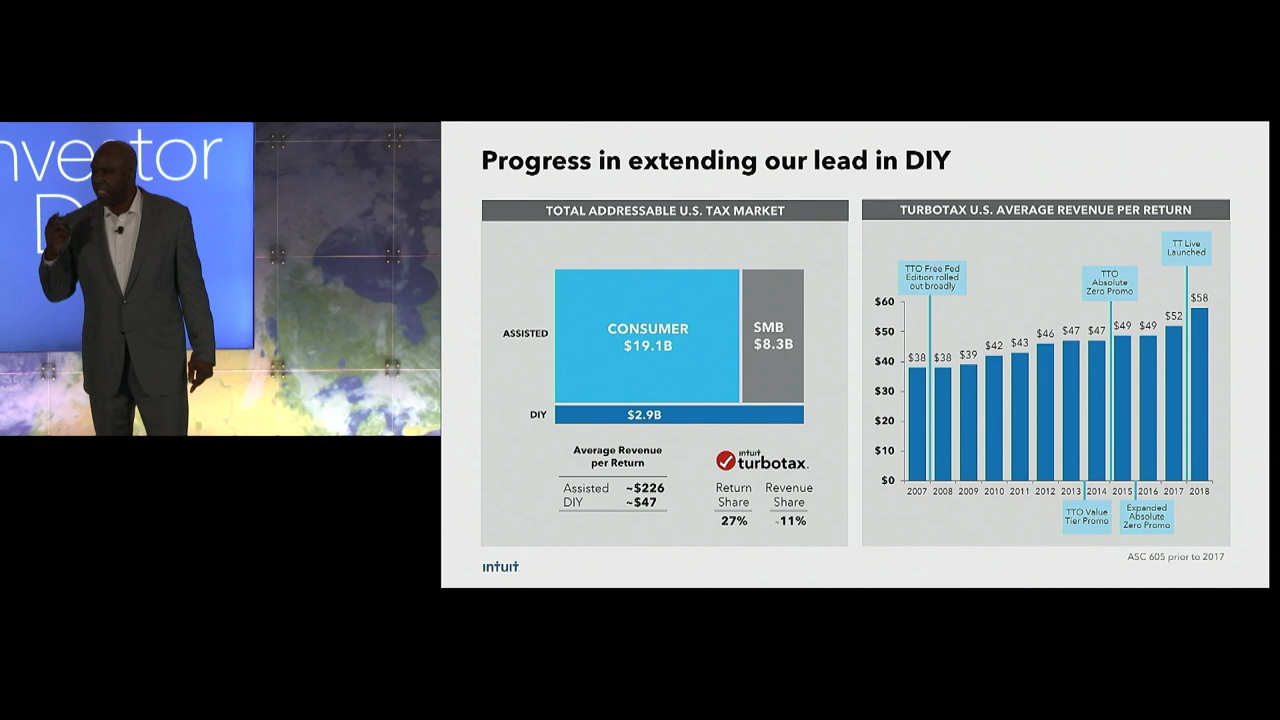 nvestor
D
Progress in extending our lead in DIY
TOTAL ADDRESSABLE U.S. TAX MARKET
ASSISTED
CONSUMER
$19.1B
SMB
$8.3B
DIY
$2.9B
Average Revenue
per Return
Assisted ~$226
DIY ~$47
intuit
turbotax.
Return Revenue
Share Share
27% ~11%
TURBOTAX U.S. AVERAGE REVENUE PER RETURN
TTO Free Fed
Edition rolled
out broadly
TTO
Absolute
Zero Promo
TT Live
Launched
$60
$50
$40
$30
$20
$10
$0
$38 $38 $39 $42 $43 $46 $47 $47 $49 $49 $52 $58
2007 2008 2009 2010 2011 2012 2013 2014 2015 2016 2017 2018
TTO Value
Tier Promo
Expanded
Absolute
Zero Promo
ASC 605 prior to 2017
intuit